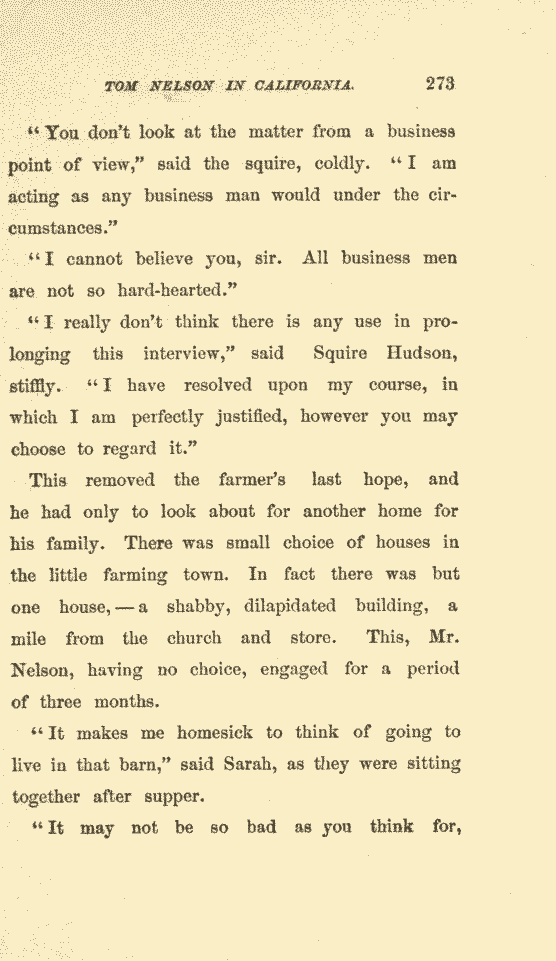 TOM NELSON IN CALIFORNIA. 273
“You don’t look at the matter from a business
point of view,” said the squire, coldly. “I am
acting as any business man would under the cir-
cumstances.”
“I cannot believe you, sir. All business men
are not so hard-hearted.”
“I really don’t think there is any use in pro-
longing this interview,” said Squire Hudson,
stiffly. “I have resolved upon my course, in
which I am perfectly justified, however you may
choose to regard it.”
This removed the farmer’s last hope, and
he had only to look about for another home for
his family. There was small choice of houses in
the little farming town. In fact there was but
one house,—a shabby, dilapidated building, a
mile from the church and store. This, Mr.
Nelson, having no choice, engaged for a period
of three months.
“It makes me homesick to think of going to
live in that barn,” said Sarah, as they were sitting
together after supper.
“It may not be so bad as you think for,